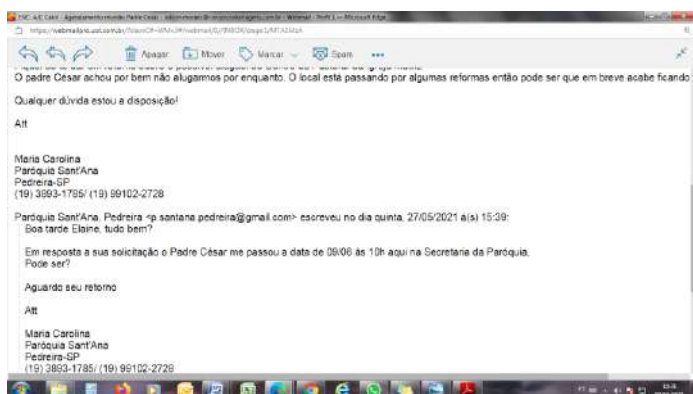 Apagar Mover Marcar Spam
O padre César achou por bem não alugarmos por enquanto. O local está passando por algumas reformas então pode ser que em breve acabe ficando
Qualquer dúvida estou a disposição!
Att
Maria Carolina
Paróquia Sant'Ana
Pedreira-SP
(19) 3893-1785/ (19) 99102-2728
Paróquia Sant'Ana, Pedreira <p.santana.pedreira@gmail.com> escreveu no dia quinta, 27/05/2021 à(s) 15:39:
Boa tarde Elaine, tudo bem?
Em resposta a sua solicitação o Padre César me passou a data de 09/06 às 10h aqui na Secretaria da Paróquia.
Pode ser?
Aguardo seu retorno
Att
Maria Carolina
Paróquia Sant'Ana
Pedreira-SP
(19) 3893-1785/ (19) 99102-2728
PT